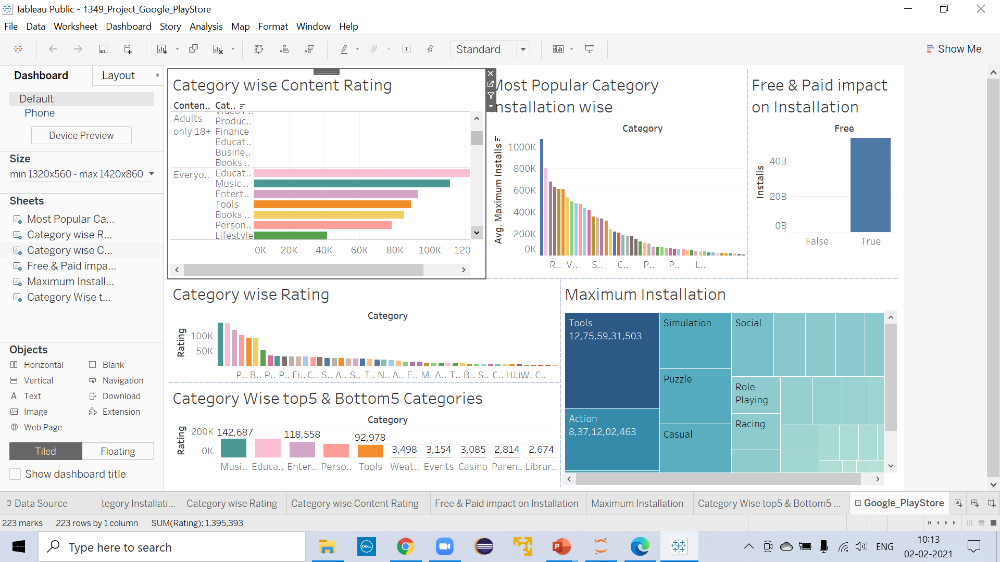 Tableau Public - 1349_Project_Google_PlayStore
File Data Worksheet Dashboard Story Analysis Map Format Window Help
Standard
Show Me
Dashboard Layout
Default
Phone
Device Preview
Size
min 1320x560 - max 1420x860
Sheets
Most Popular Ca...
Category wise R...
Category wise C...
Free & Paid impa...
Maximum Install...
Category Wise t...
Objects
Horizontal Blank
Vertical Navigation
Text Download
Image Extension
Web Page
Tiled Floating
Show dashboard title
Category wise Content Rating
Conten.. Cat..
Adults
only 18+
Produc..
Finance
Educat..
Busine..
Books ..
Everyo..
Educat..
Music ..
Entert..
Tools
Books ..
Person..
Lifestyle
0K 20K 40K 60K 80K 100K 120
Most Popular Category
Installation wise
Category
Avg. Maximum Installs
1000K
800K
600K
400K
200K
0K
R.. V.. S.. C.. P.. P.. L..
Free & Paid impact
on Installation
Free
Installs
40B
20B
0B
False True
Category wise Rating
Category
Rating
100K
50K
P.. B.. P.. P.. Fi.. C.. S.. A.. S.. T.. N.. A.. E.. M. A.. T.. B.. S.. C.. C..
Category Wise top5 & Bottom5 Categories
Category
Rating
200K
0K
142,687 118,558 92,978 3,498 3,154 3,085 2,814 2,674
Musi.. Educa.. Enter.. Perso.. Tools Weat.. Events Casino Paren.. Librar..
Maximum Installation
Tools
12,75,59,31,503
Action
8,37,12,02,463
Simulation
Puzzle
Casual
Social
Role
Playing
Racing
Data Source tegory Installati... Category wise Rating Category wise Content Rating Free & Paid impact on Installation Maximum Installation Category Wise top5 & Bottom5 ... Google_PlayStore
223 marks 223 rows by 1 column SUM(Rating): 1,395,393
Type here to search
DELL
ENG
10:13
02-02-2021